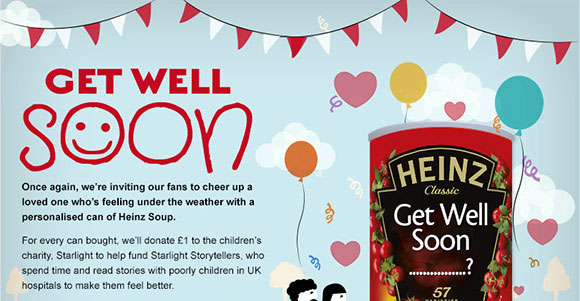 GET WELL
soon
Once again, we're inviting our fans to cheer up a
loved one who's feeling under the weather with a
personalised can of Heinz Soup.
For every can bought, we'll donate £1 to the children's
charity, Starlight to help fund Starlight Storytellers, who
spend time and read stories with poorly children in UK
hospitals to make them feel better.
HEINZ
Classic
Get Well
Soon
...............?
57